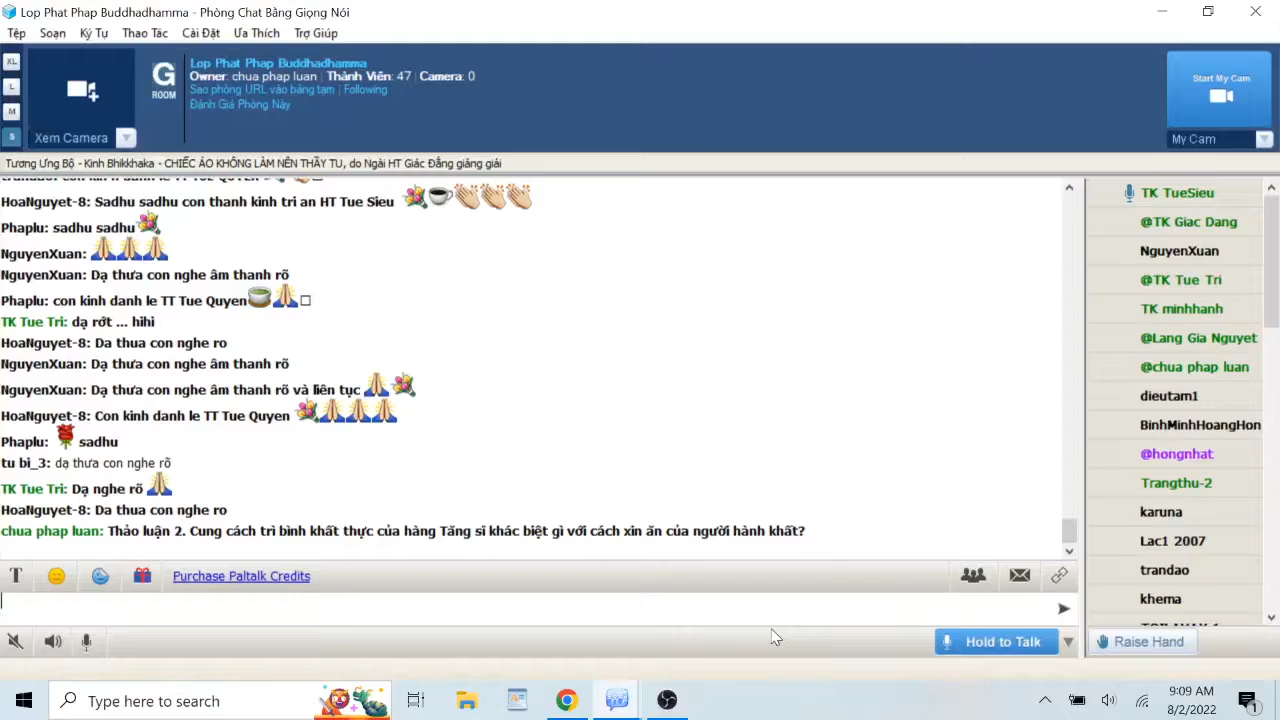 Lop Phat Phap Buddhadhamma - Phòng Chat Bằng Giọng Nói
Tệp Soạn Ký Tự Thao Tác Cài Đặt Ưa Thích Trợ Giúp
XL
L
M
S
Xem Camera
G
ROOM
Lop Phat Phap Buddhadhamma
Owner: chua phap luan | Thành Viên: 47 | Camera: 0
Sao phòng URL vào bảng tạm | Following
Đánh Giá Phòng Này
Start My Cam
My Cam
Tương Ưng Bộ - Kinh Bhikkhaka - CHIẾC ÁO KHÔNG LÀM NÊN THẦY TU, do Ngài HT Giác Đẳng giảng giải
HoaNguyet-8: Sadhu sadhu con thanh kinh tri an HT Tue Sieu
Phaplu: sadhu sadhu
NguyenXuan:
NguyenXuan: Dạ thưa con nghe âm thanh rõ
Phaplu: con kinh danh le TT Tue Quyen
TK Tue Tri: dạ rớt ... hihi
HoaNguyet-8: Da thua con nghe ro
NguyenXuan: Dạ thưa con nghe âm thanh rõ
NguyenXuan: Dạ thưa con nghe âm thanh rõ và liên tục
HoaNguyet-8: Con kinh danh le TT Tue Quyen
Phaplu: sadhu
tu bi_3: dạ thưa con nghe rõ
TK Tue Tri: Dạ nghe rõ
HoaNguyet-8: Da thua con nghe ro
chua phap luan: Thảo luận 2. Cung cách trì bình khất thực của hàng Tăng sĩ khác biệt gì với cách xin ăn của người hành khất?
TK TueSieu
@TK Giac Dang
NguyenXuan
@TK Tue Tri
TK minhhanh
@Lang Gia Nguyet
@chua phap luan
dieutam1
BinhMinhHoangHon
@hongnhat
Trangthu-2
karuna
Lac1 2007
trandao
khema
T Purchase Paltalk Credits
Hold to Talk
Raise Hand
Type here to search
9:09 AM
8/2/2022
1